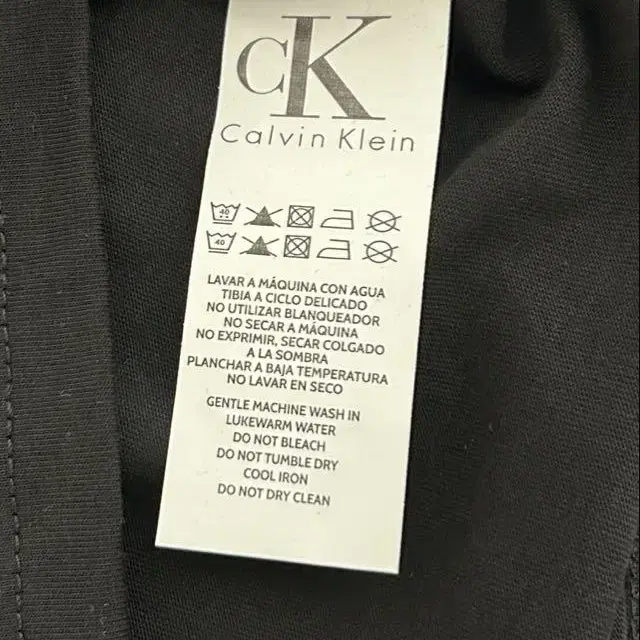 CK
Calvin Klein
40
40
LAVAR A MÁQUINA CON AGUA
TIBIA A CICLO DELICADO
NO UTILIZAR BLANQUEADOR
NO SECAR A MÁQUINA
NO EXPRIMIR, SECAR COLGADO
A LA SOMBRA
PLANCHAR A BAJA TEMPERATURA
NO LAVAR EN SECO
GENTLE MACHINE WASH IN
LUKEWARM WATER
DO NOT BLEACH
DO NOT TUMBLE DRY
COOL IRON
DO NOT DRY CLEAN